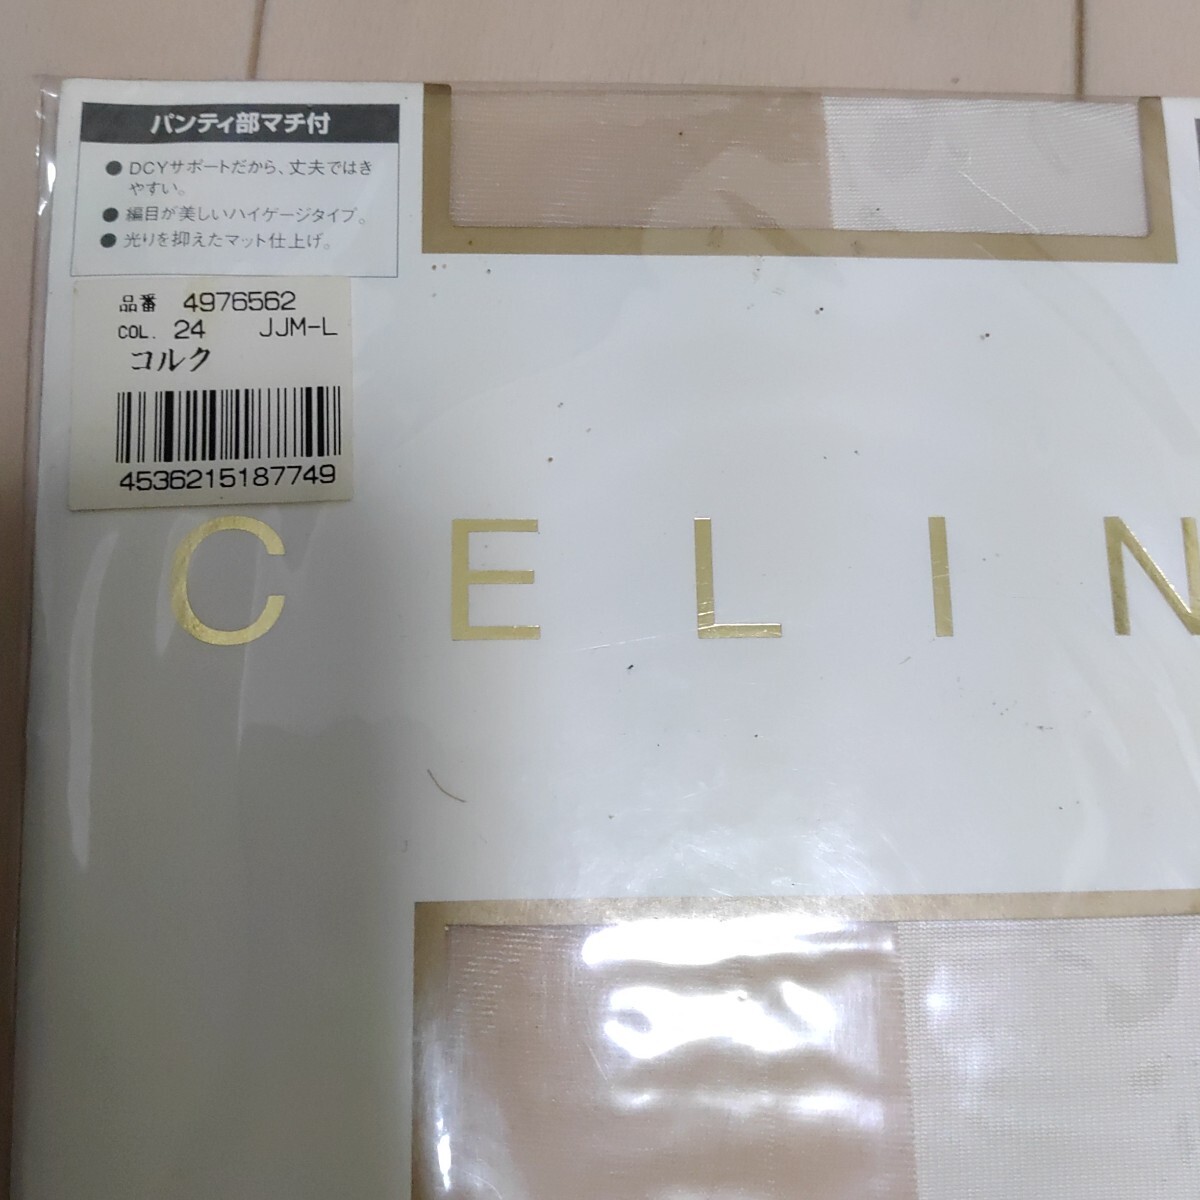 パンティ部マチ付
● DCYサポートだから、丈夫ではき
やすい。
● 編目が美しいハイゲージタイプ。
● 光りを抑えたマット仕上げ。
品番 4976562
COL. 24 JJM-L
コルク
4536215187749
CELIN